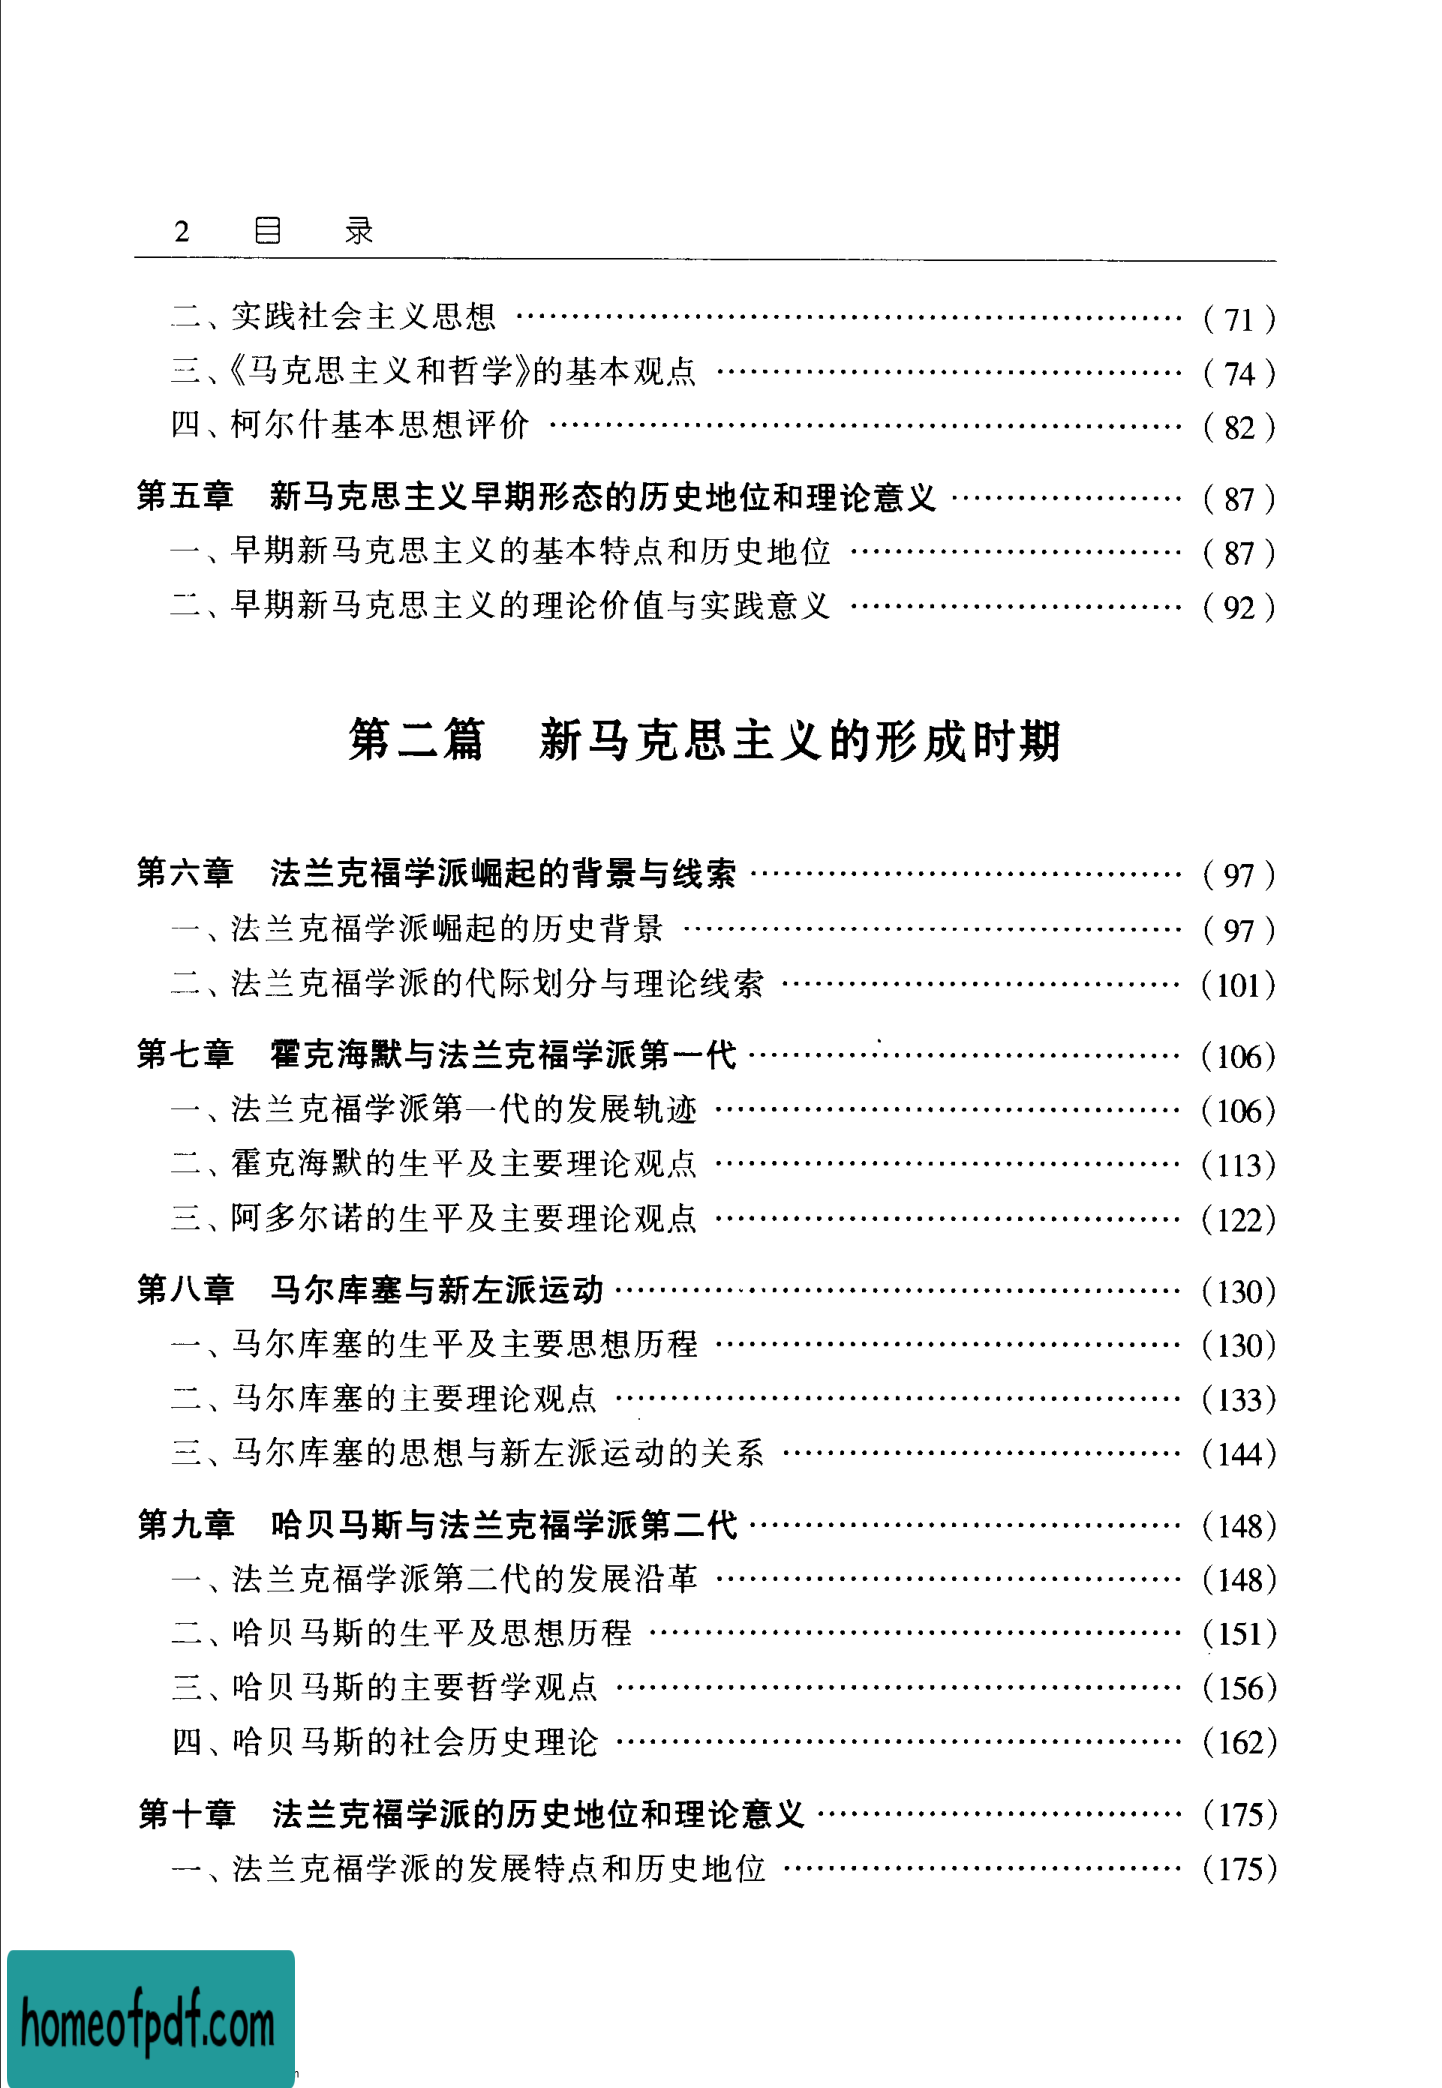 2 目 录
二、实践社会主义思想 ……………………………………………… ( 71 )
三、《马克思主义和哲学》的基本观点 ……………………………… ( 74 )
四、柯尔什基本思想评价 …………………………………………… ( 82 )
第五章 新马克思主义早期形态的历史地位和理论意义 ……………… ( 87 )
一、早期新马克思主义的基本特点和历史地位 ……………………… ( 87 )
二、早期新马克思主义的理论价值与实践意义 ……………………… ( 92 )
第二篇 新马克思主义的形成时期
第六章 法兰克福学派崛起的背景与线索 …………………………… ( 97 )
一、法兰克福学派崛起的历史背景 ………………………………… ( 97 )
二、法兰克福学派的代际划分与理论线索 ………………………… (101)
第七章 霍克海默与法兰克福学派第一代 …………………………… (106)
一、法兰克福学派第一代的发展轨迹 ……………………………… (106)
二、霍克海默的生平及主要理论观点 ……………………………… (113)
三、阿多尔诺的生平及主要理论观点 ……………………………… (122)
第八章 马尔库塞与新左派运动 ……………………………………… (130)
一、马尔库塞的生平及主要思想历程 ……………………………… (130)
二、马尔库塞的主要理论观点 ……………………………………… (133)
三、马尔库塞的思想与新左派运动的关系 ………………………… (144)
第九章 哈贝马斯与法兰克福学派第二代 …………………………… (148)
一、法兰克福学派第二代的发展沿革 ……………………………… (148)
二、哈贝马斯的生平及思想历程 …………………………………… (151)
三、哈贝马斯的主要哲学观点 ……………………………………… (156)
四、哈贝马斯的社会历史理论 ……………………………………… (162)
第十章 法兰克福学派的历史地位和理论意义 ……………………… (175)
一、法兰克福学派的发展特点和历史地位 ………………………… (175)
homeofpdf.com